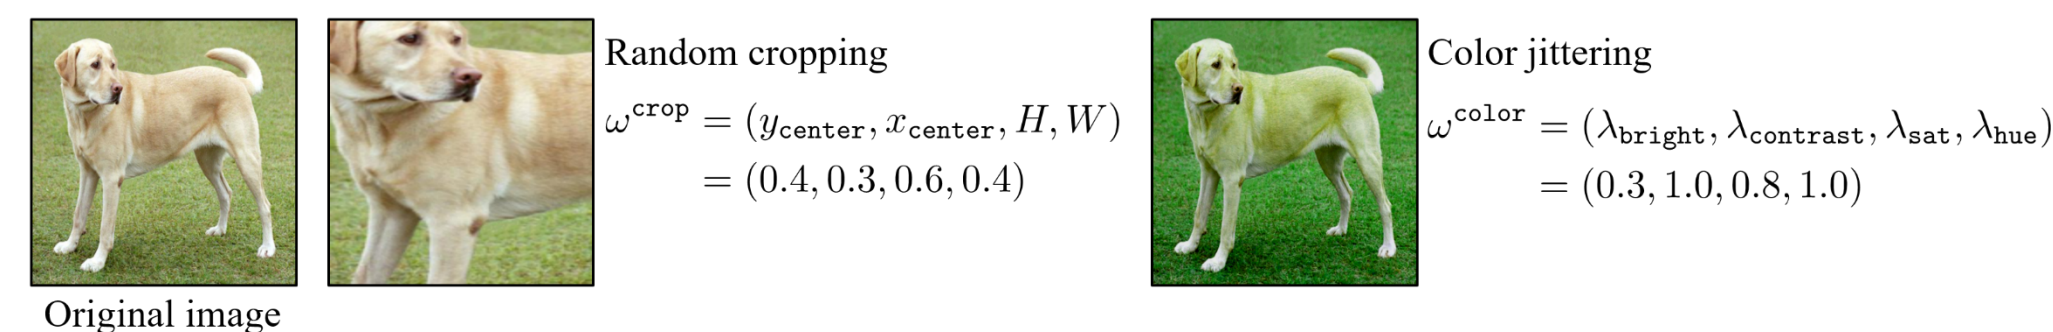 Original image
Random cropping
ω^crop = (y_center, x_center, H, W)
= (0.4, 0.3, 0.6, 0.4)
Color jittering
ω^color = (λ_bright, λ_contrast, λ_sat, λ_hue)
= (0.3, 1.0, 0.8, 1.0)